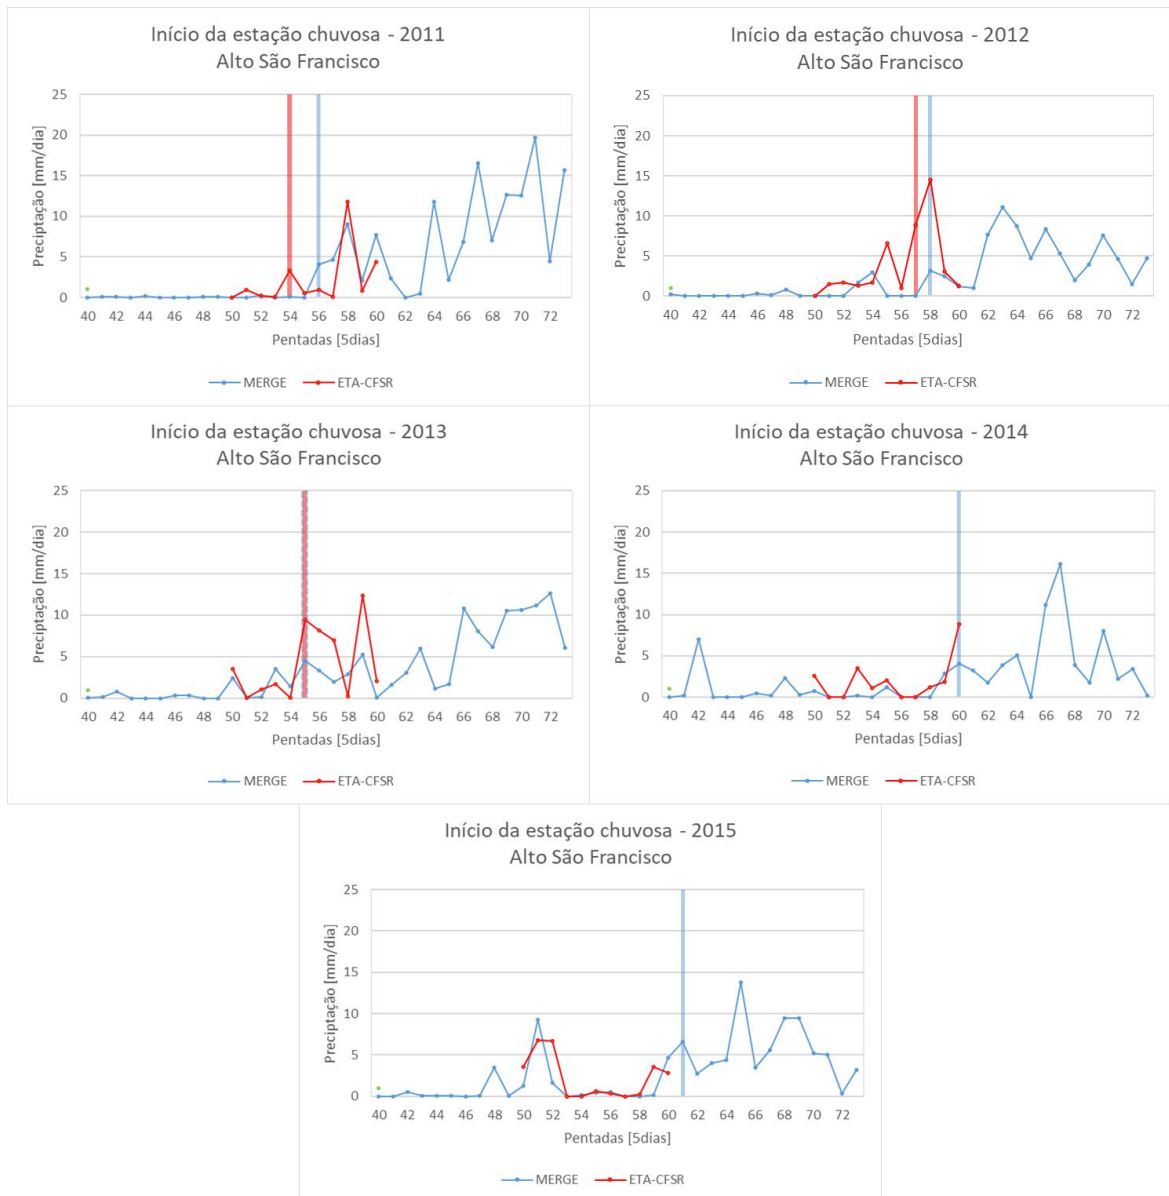 Início da estação chuvosa - 2011
Alto São Francisco
Preciptação [mm/dia]
25
20
15
10
5
0
40 42 44 46 48 50 52 54 56 58 60 62 64 66 68 70 72
Pentadas [5dias]
MERGE ETA-CFSR
Início da estação chuvosa - 2012
Alto São Francisco
Preciptação [mm/dia]
25
20
15
10
5
0
40 42 44 46 48 50 52 54 56 58 60 62 64 66 68 70 72
Pentadas [5dias]
MERGE ETA-CFSR
Início da estação chuvosa - 2013
Alto São Francisco
Preciptação [mm/dia]
25
20
15
10
5
0
40 42 44 46 48 50 52 54 56 58 60 62 64 66 68 70 72
Pentadas [5dias]
MERGE ETA-CFSR
Início da estação chuvosa - 2014
Alto São Francisco
Preciptação [mm/dia]
25
20
15
10
5
0
40 42 44 46 48 50 52 54 56 58 60 62 64 66 68 70 72
Pentadas [5dias]
MERGE ETA-CFSR
Início da estação chuvosa - 2015
Alto São Francisco
Preciptação [mm/dia]
25
20
15
10
5
0
40 42 44 46 48 50 52 54 56 58 60 62 64 66 68 70 72
Pentadas [5dias]
MERGE ETA-CFSR